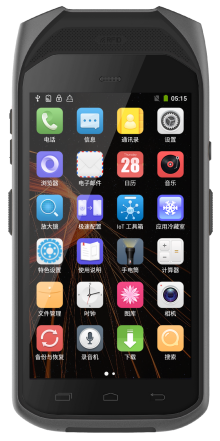 05:15
电话 信息 通讯录 设置
28
浏览器 电子邮件 日历 音乐
放大镜 极速配置 IoT 工具箱 应用冷藏室
特色设置 使用说明 手电筒 计算器
文件管理 时钟 图库 相机
备份与恢复 录音机 下载 搜索